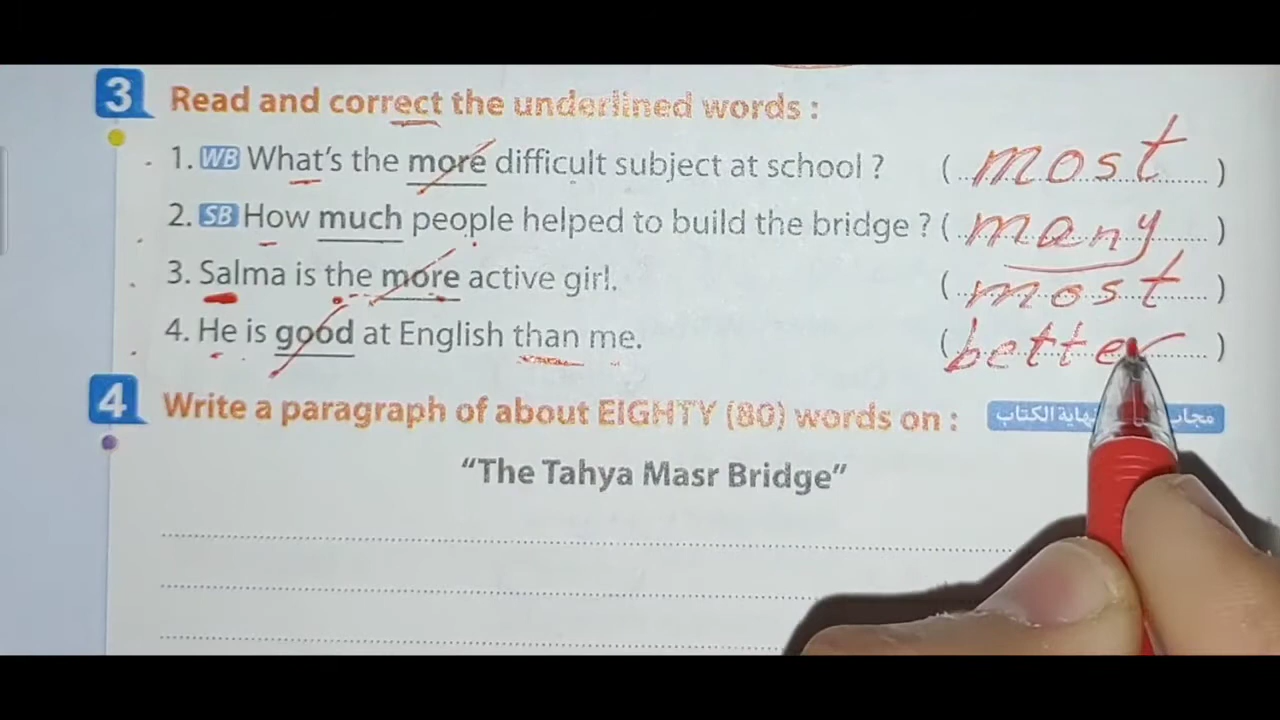 3 Read and correct the underlined words :
1. WB What's the more difficult subject at school ? (most)
2. SB How much people helped to build the bridge ? (many)
3. Salma is the more active girl. (most)
4. He is good at English than me. (better)
4 Write a paragraph of about EIGHTY (80) words on : نهاية الكتاب
"The Tahya Masr Bridge"